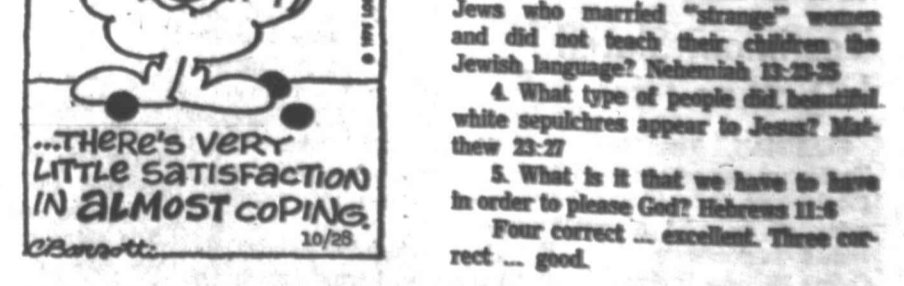 © 1979 LOS
...THERE'S VERY
LITTLE SATISFACTION
IN ALMOST COPING.
10/28
C. Barsotti
Jews who married "strange" women
and did not teach their children the
Jewish language? Nehemiah 13:23-25
4. What type of people did beautiful
white sepulchres appear to Jesus? Mat-
thew 23:27
5. What is it that we have to have
in order to please God? Hebrews 11:6
Four correct ... excellent. Three cor-
rect ... good.